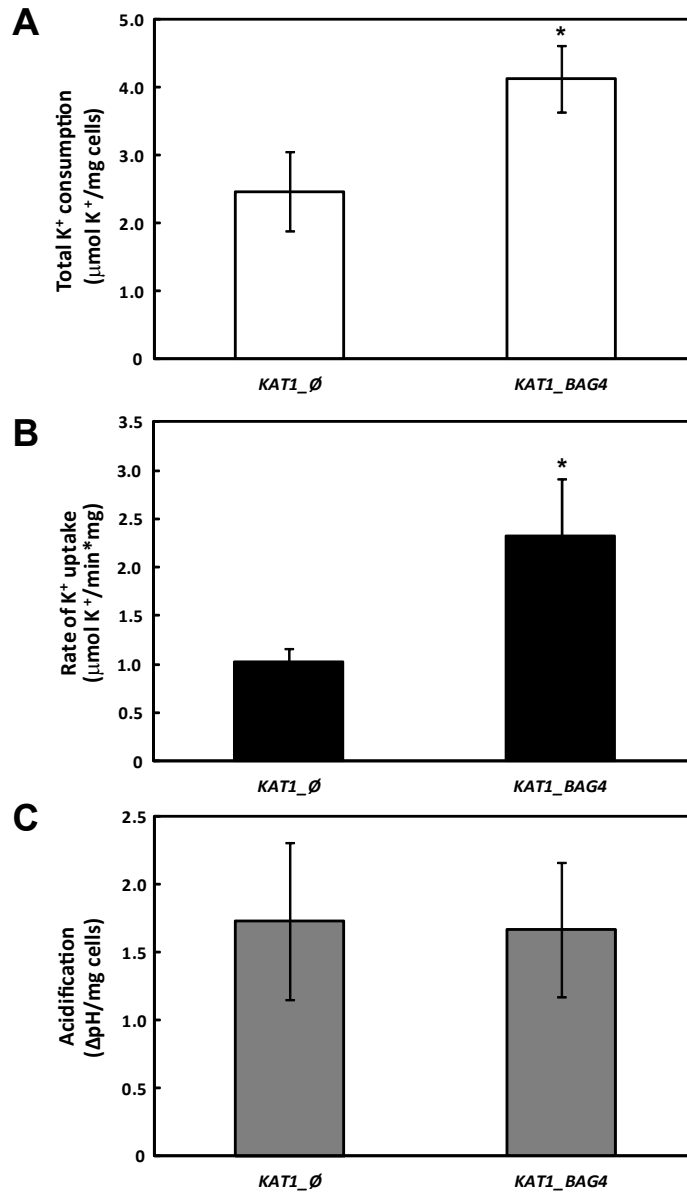 A
Total K⁺ consumption
(μmol K⁺/mg cells)
5.0
4.0
3.0
2.0
1.0
0
*
KAT1_Ø
KAT1_BAG4
B
Rate of K⁺ uptake
(μmol K⁺/min*mg)
3.5
3.0
2.5
2.0
1.5
1.0
0.5
0
*
KAT1_Ø
KAT1_BAG4
C
Acidification
(ΔpH/mg cells)
2.5
2.0
1.5
1.0
0.5
0
KAT1_Ø
KAT1_BAG4